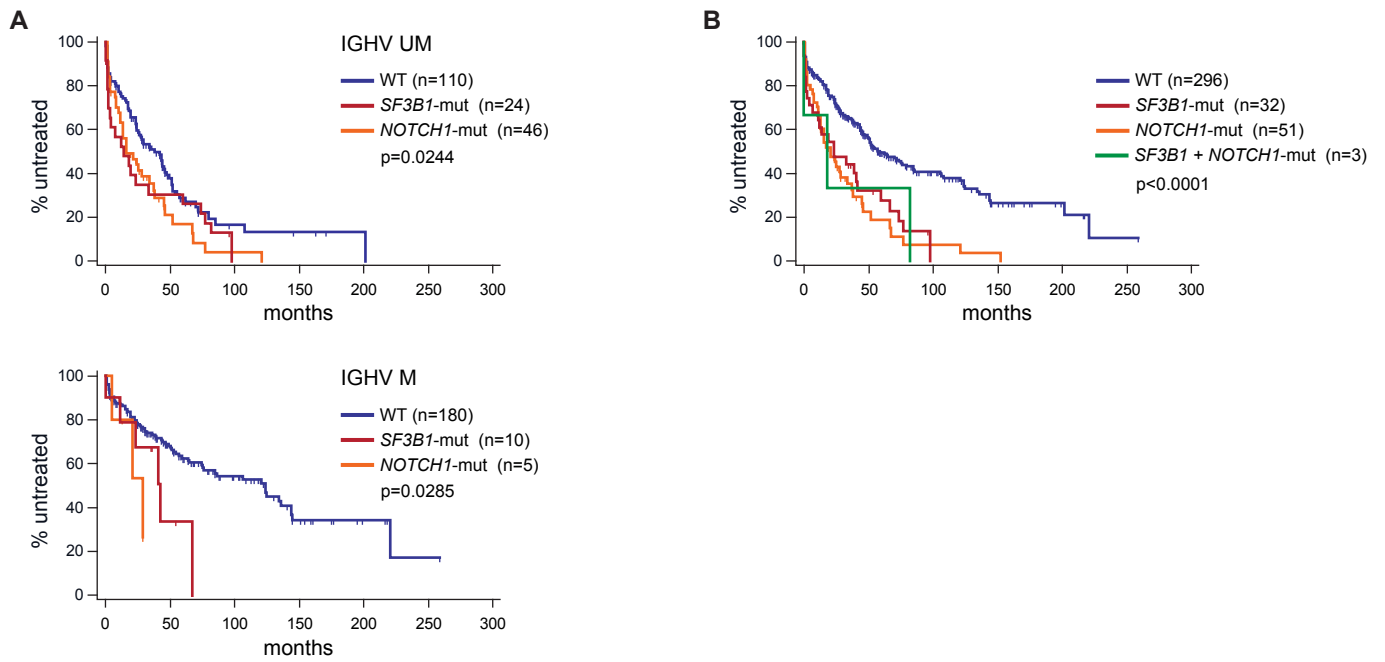 A
IGHV UM
WT (n=110)
SF3B1-mut (n=24)
NOTCH1-mut (n=46)
p=0.0244
% untreated
100
80
60
40
20
0
0 50 100 150 200 250 300
months
IGHV M
WT (n=180)
SF3B1-mut (n=10)
NOTCH1-mut (n=5)
p=0.0285
% untreated
100
80
60
40
20
0
0 50 100 150 200 250 300
months
B
WT (n=296)
SF3B1-mut (n=32)
NOTCH1-mut (n=51)
SF3B1 + NOTCH1-mut (n=3)
p<0.0001
% untreated
100
80
60
40
20
0
0 50 100 150 200 250 300
months